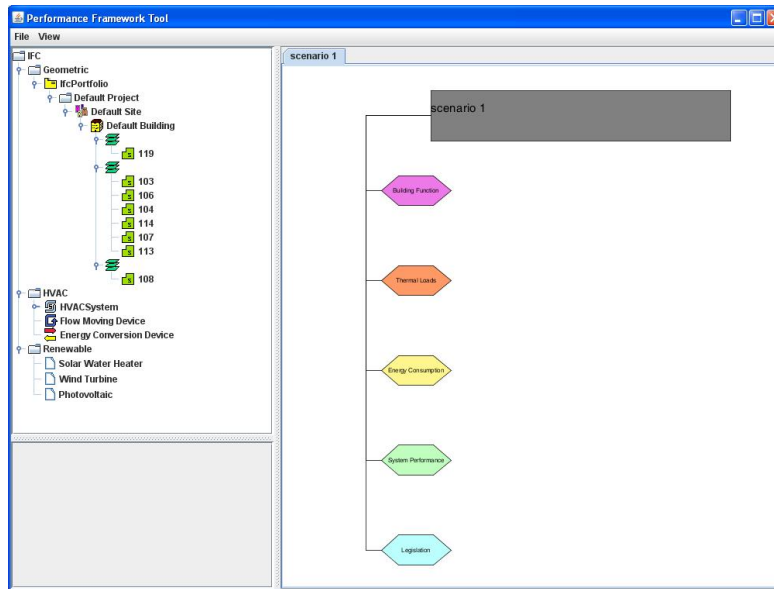 Performance Framework Tool
File View
IFC
Geometric
IfcPortfolio
Default Project
Default Site
Default Building
119
103
106
104
114
107
113
108
HVAC
HVACSystem
Flow Moving Device
Energy Conversion Device
Renewable
Solar Water Heater
Wind Turbine
Photovoltaic
scenario 1
scenario 1
Building Function
Thermal Loads
Energy Consumption
System Performance
Legislation